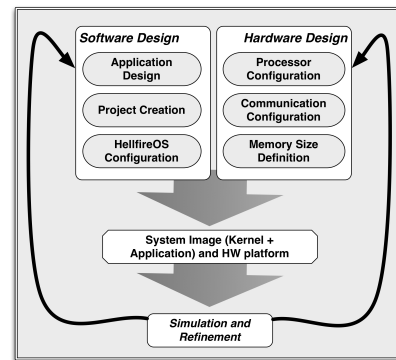 Software Design
Application
Design
Project Creation
HellfireOS
Configuration
Hardware Design
Processor
Configuration
Communication
Configuration
Memory Size
Definition
System Image (Kernel +
Application) and HW platform
Simulation and
Refinement